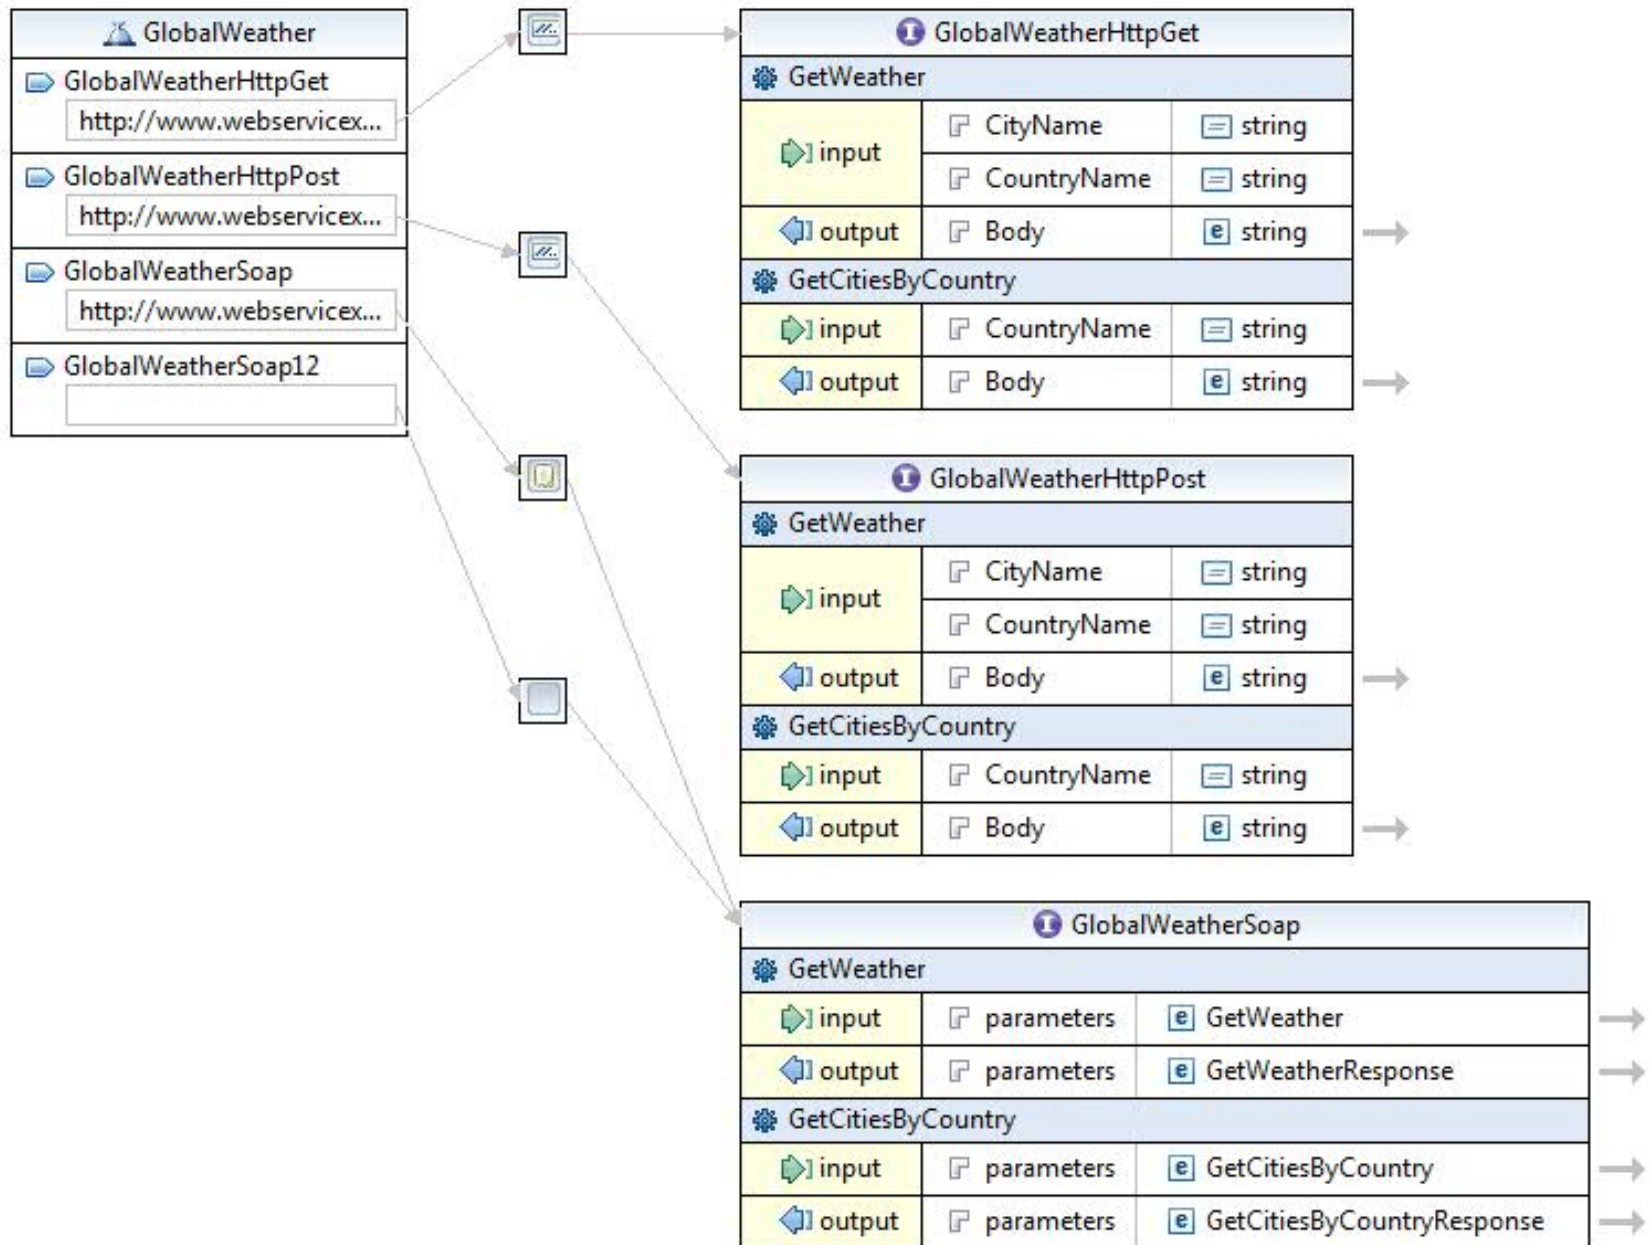 GlobalWeather
GlobalWeatherHttpGet
http://www.webservicex...
GlobalWeatherHttpPost
http://www.webservicex...
GlobalWeatherSoap
http://www.webservicex...
GlobalWeatherSoap12
GlobalWeatherHttpGet
GetWeather
input
CityName string
CountryName string
output Body string
GetCitiesByCountry
input CountryName string
output Body string
GlobalWeatherHttpPost
GetWeather
input
CityName string
CountryName string
output Body string
GetCitiesByCountry
input CountryName string
output Body string
GlobalWeatherSoap
GetWeather
input parameters GetWeather
output parameters GetWeatherResponse
GetCitiesByCountry
input parameters GetCitiesByCountry
output parameters GetCitiesByCountryResponse